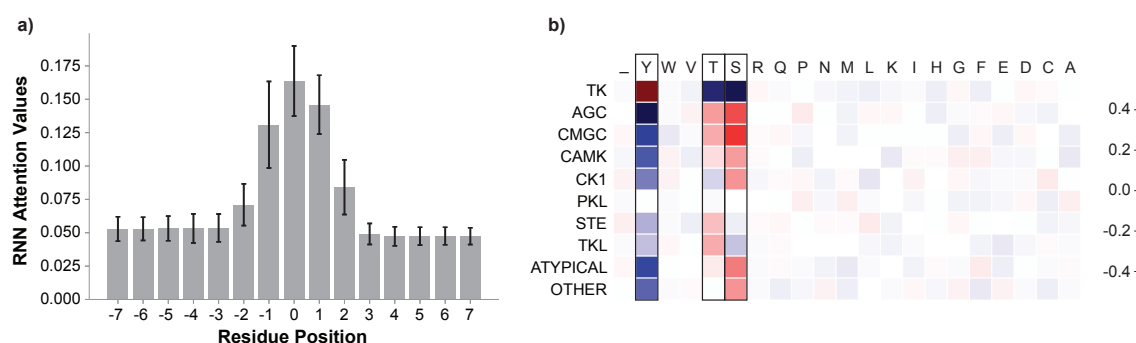 a)
RNN Attention Values
0.175
0.150
0.125
0.100
0.075
0.050
0.025
0.000
-7 -6 -5 -4 -3 -2 -1 0 1 2 3 4 5 6 7
Residue Position
b)
_ Y W V T S R Q P N M L K I H G F E D C A
TK
AGC
CMGC
CAMK
CK1
PKL
STE
TKL
ATYPICAL
OTHER
0.4
0.2
0.0
-0.2
-0.4